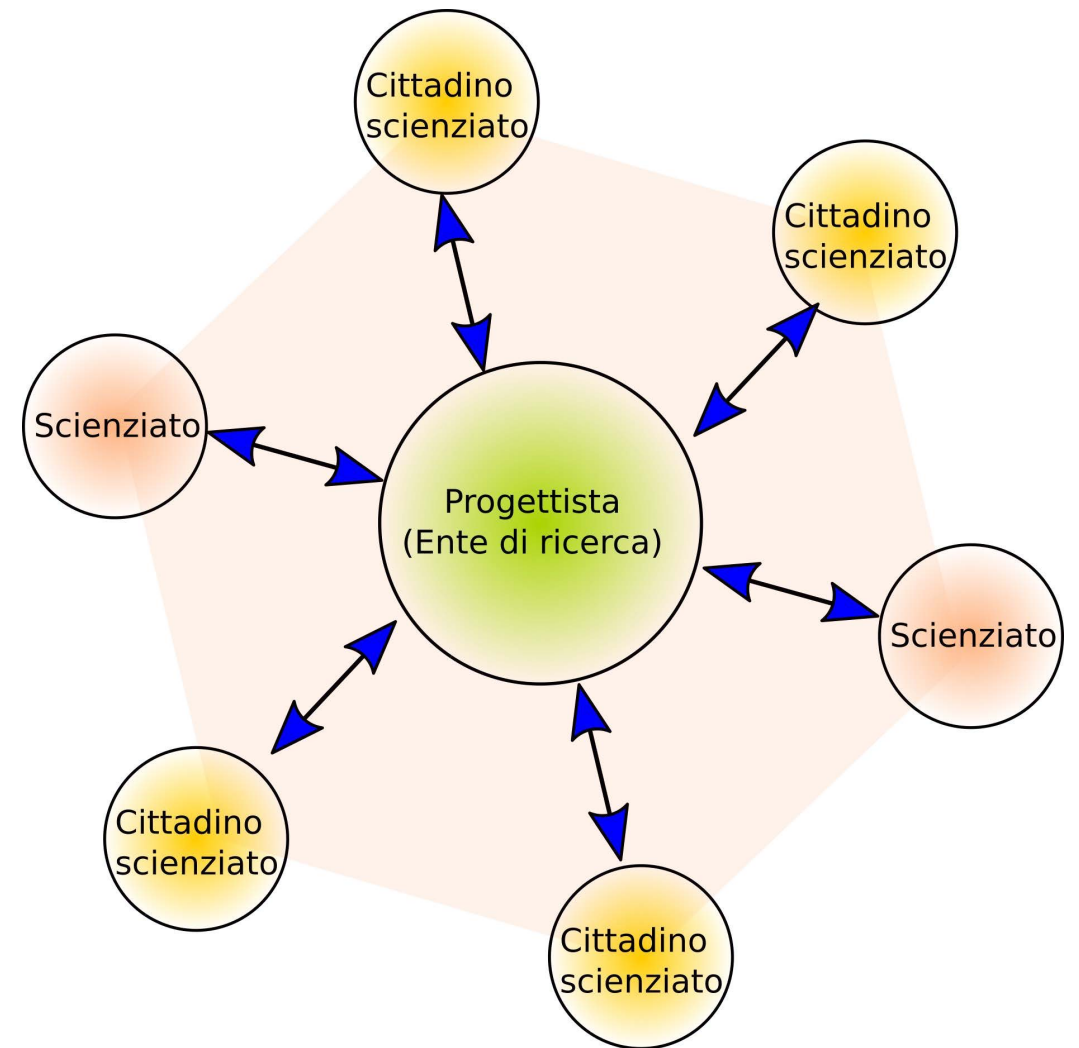 Cittadino
scienziato
Cittadino
scienziato
Scienziato
Progettista
(Ente di ricerca)
Scienziato
Cittadino
scienziato
Cittadino
scienziato